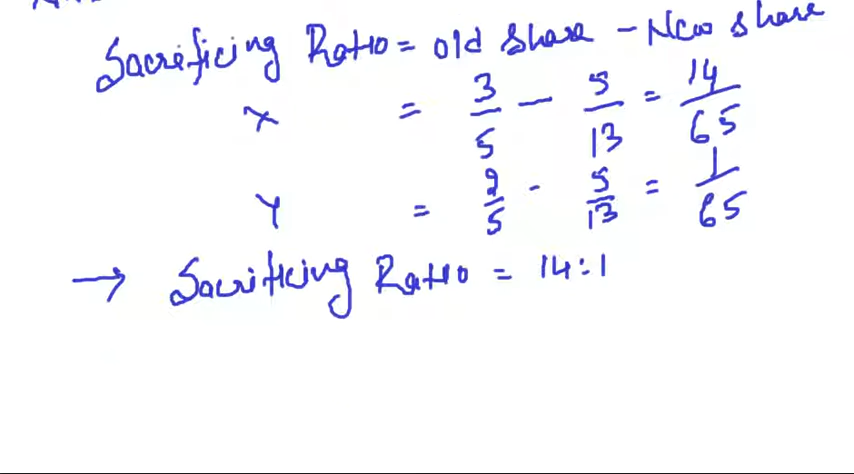 Sacrificing Ratio = old share - New share
X = 3/5 - 5/13 = 14/65
Y = 2/5 - 5/13 = 1/65
→ Sacrificing Ratio = 14:1